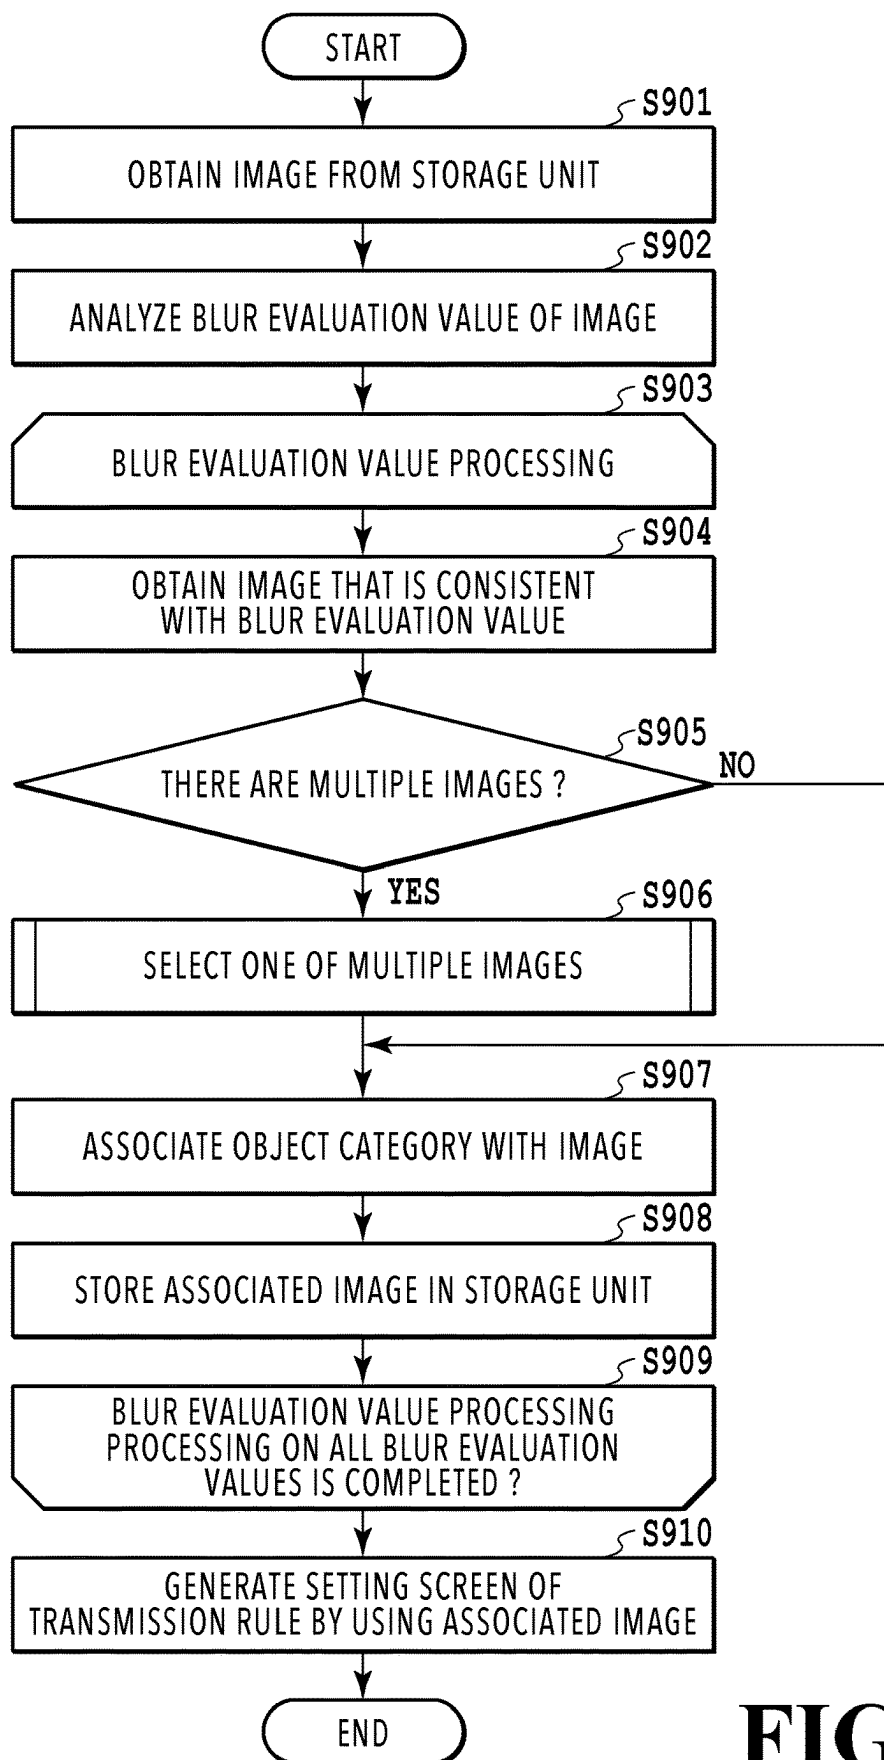 START
S901
OBTAIN IMAGE FROM STORAGE UNIT
S902
ANALYZE BLUR EVALUATION VALUE OF IMAGE
S903
BLUR EVALUATION VALUE PROCESSING
S904
OBTAIN IMAGE THAT IS CONSISTENT
WITH BLUR EVALUATION VALUE
S905
THERE ARE MULTIPLE IMAGES ?
NO
YES
S906
SELECT ONE OF MULTIPLE IMAGES
S907
ASSOCIATE OBJECT CATEGORY WITH IMAGE
S908
STORE ASSOCIATED IMAGE IN STORAGE UNIT
S909
BLUR EVALUATION VALUE PROCESSING
PROCESSING ON ALL BLUR EVALUATION
VALUES IS COMPLETED ?
S910
GENERATE SETTING SCREEN OF
TRANSMISSION RULE BY USING ASSOCIATED IMAGE
END
FIG